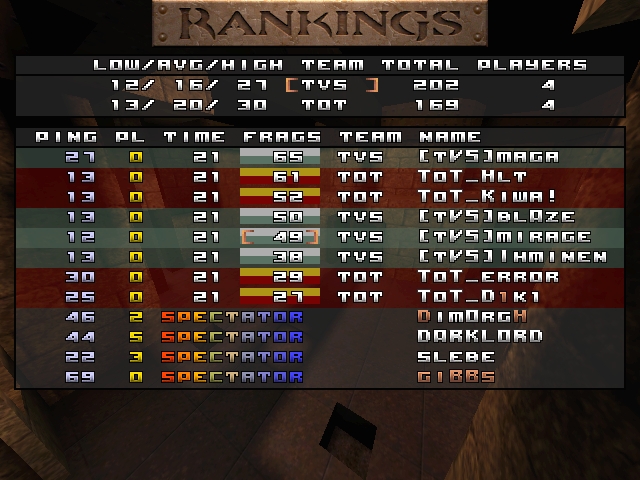 RANKINGS
LOW/AVG/HIGH TEAM TOTAL PLAYERS
12/ 16/ 27 [TVS ] 202 4
13/ 20/ 30 TOT 169 4
PING PL TIME FRAGS TEAM NAME
27 0 21 65 TVS [TVS]MAGA
13 0 21 61 TOT TOT_HLT
13 0 21 52 TOT TOT_KIWA!
13 0 21 50 TVS [TVS]BLAZE
12 0 21 [ 49 ] TVS [TVS]MIRAGE
13 0 21 38 TVS [TVS]IHMINEN
30 0 21 29 TOT TOT_ERROR
25 0 21 27 TOT TOT_D1K1
46 2 SPECTATOR DIMORGH
44 5 SPECTATOR DARKLORD
22 3 SPECTATOR SLEBE
69 0 SPECTATOR GIBBS